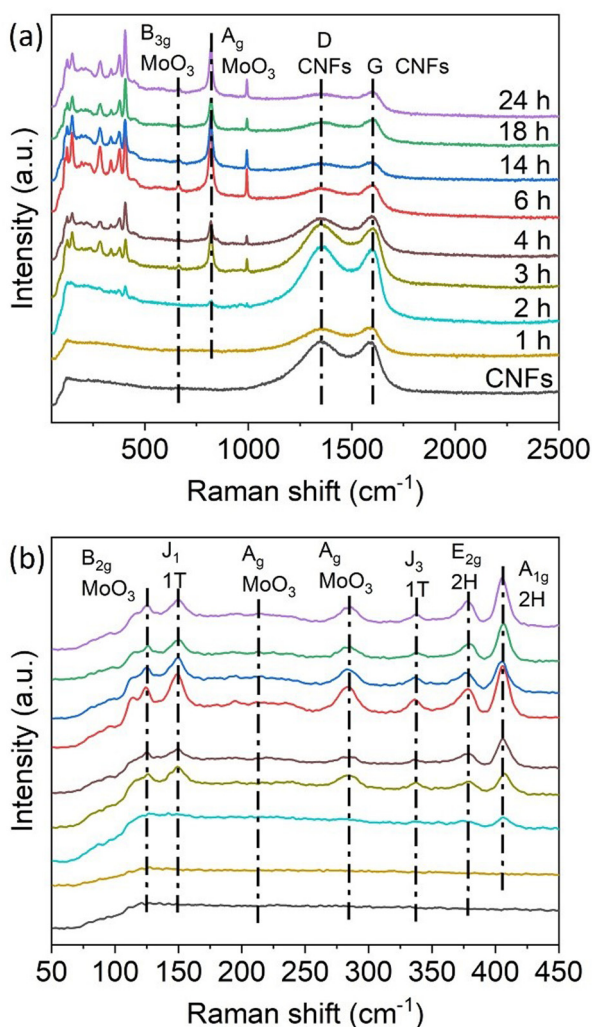 (a)
B3g
MoO3
Ag
MoO3
D
CNFs
G CNFs
24 h
18 h
14 h
6 h
4 h
3 h
2 h
1 h
CNFs
Intensity (a.u.)
500 1000 1500 2000 2500
Raman shift (cm-1)
(b)
B2g
MoO3
J1
1T
Ag
MoO3
Ag
MoO3
J3
1T
E2g
2H
A1g
2H
Intensity (a.u.)
50 100 150 200 250 300 350 400 450
Raman shift (cm-1)